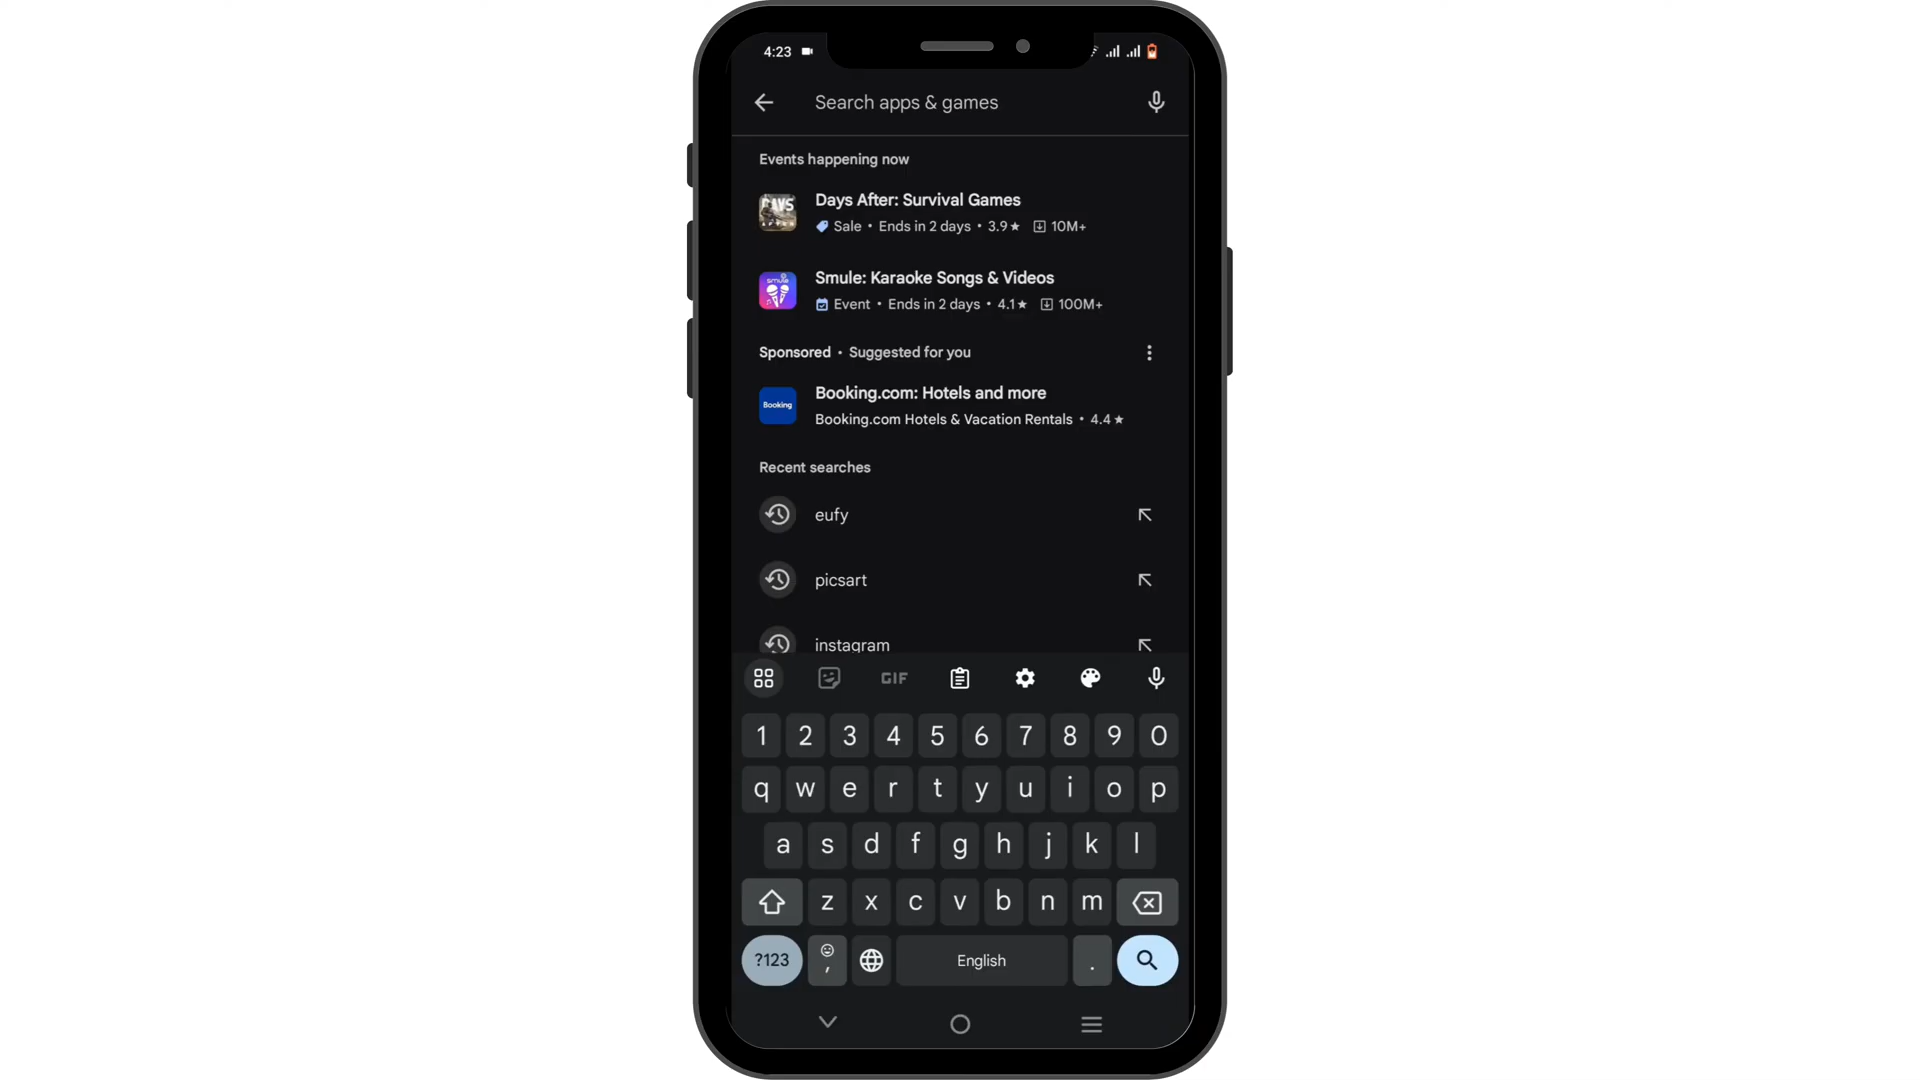 4:23
Search apps & games
Events happening now
DAYS
Days After: Survival Games
Sale • Ends in 2 days • 3.9★ 10M+
smule
Smule: Karaoke Songs & Videos
Event • Ends in 2 days • 4.1★ 100M+
Sponsored • Suggested for you
Booking
Booking.com: Hotels and more
Booking.com Hotels & Vacation Rentals • 4.4★
Recent searches
eufy
picsart
instagram
GIF
1 2 3 4 5 6 7 8 9 0
q w e r t y u i o p
a s d f g h j k l
z x c v b n m
?123 , English .